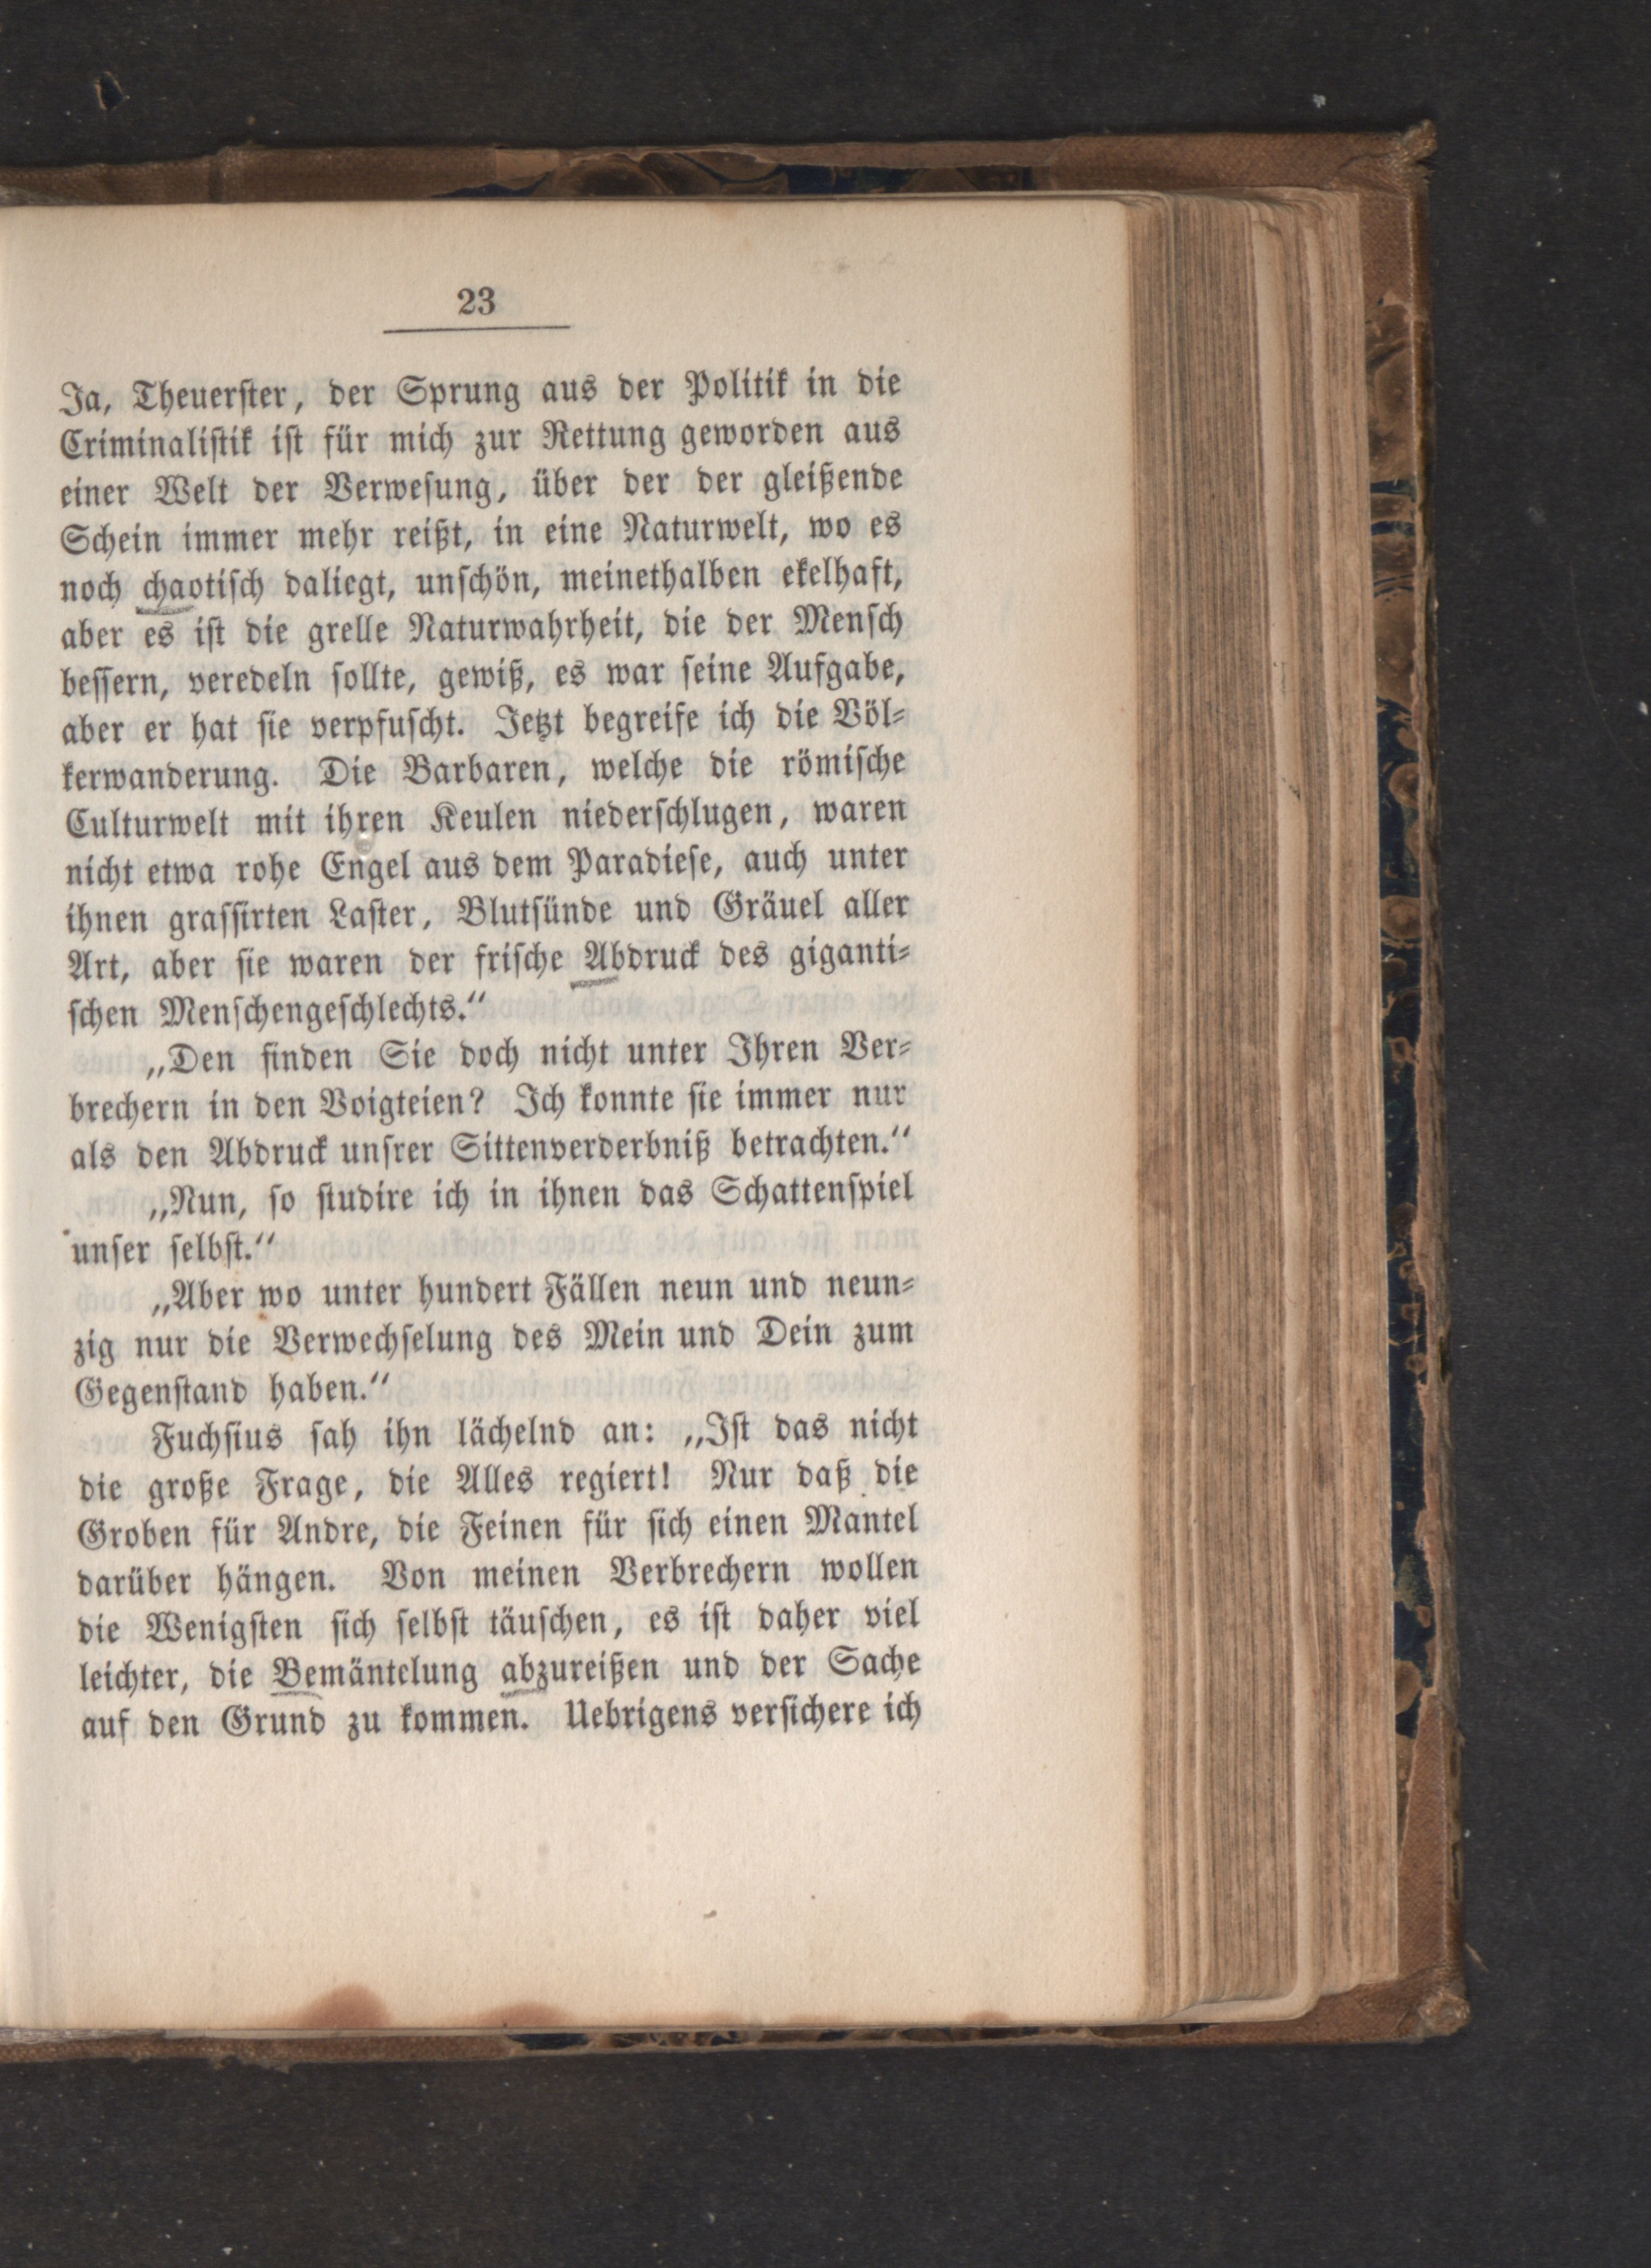 23
Ja, Theuerster, der Sprung aus der Politik in die
Criminalistik ist für mich zur Rettung geworden aus
einer Welt der Verwesung, über der der gleißende
Schein immer mehr reißt, in eine Naturwelt, wo es
noch chaotisch daliegt, unschön, meinethalben ekelhaft,
aber es ist die grelle Naturwahrheit, die der Mensch
bessern, veredeln sollte, gewiß, es war seine Aufgabe,
aber er hat sie verpfuscht. Jetzt begreife ich die Völ-
kerwanderung. Die Barbaren, welche die römische
Culturwelt mit ihren Keulen niederschlugen, waren
nicht etwa rohe Engel aus dem Paradiese, auch unter
ihnen grassirten Laster, Blutsünde und Gräuel aller
Art, aber sie waren der frische Abdruck des giganti-
schen Menschengeschlechts.“
„Den finden Sie doch nicht unter Ihren Ver-
brechern in den Voigteien? Ich konnte sie immer nur
als den Abdruck unsrer Sittenverderbniß betrachten.“
„Nun, so studire ich in ihnen das Schattenspiel
unser selbst.“
„Aber wo unter hundert Fällen neun und neun-
zig nur die Verwechselung des Mein und Dein zum
Gegenstand haben.“
Fuchsius sah ihn lächelnd an: „Ist das nicht
die große Frage, die Alles regiert! Nur daß die
Groben für Andre, die Feinen für sich einen Mantel
darüber hängen. Von meinen Verbrechern wollen
die Wenigsten sich selbst täuschen, es ist daher viel
leichter, die Bemäntelung abzureißen und der Sache
auf den Grund zu kommen. Uebrigens versichere ich